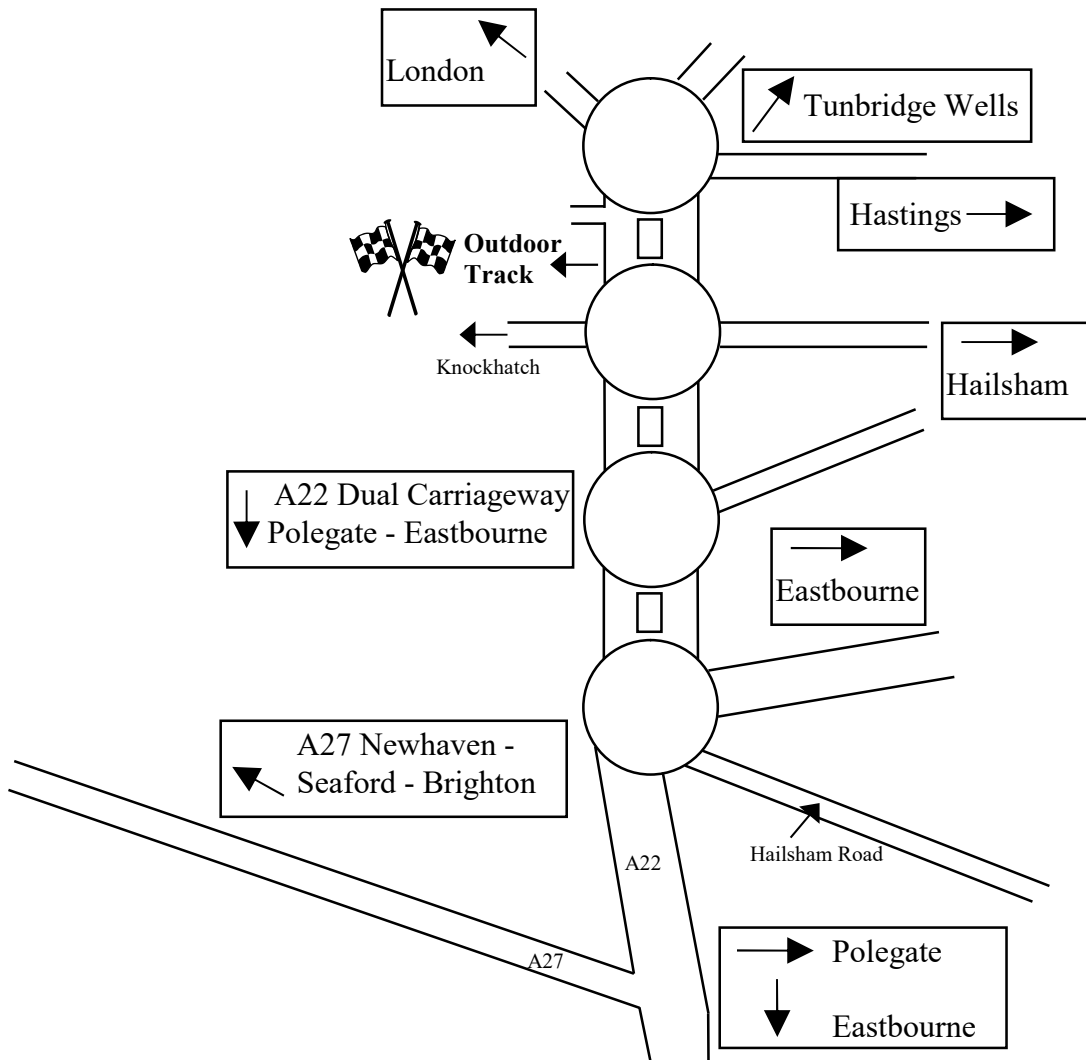 London
Tunbridge Wells
Hastings
Outdoor
Track
Knockhatch
Hailsham
A22 Dual Carriageway
Polegate - Eastbourne
Eastbourne
A27 Newhaven -
Seaford - Brighton
Hailsham Road
A22
A27
Polegate
Eastbourne